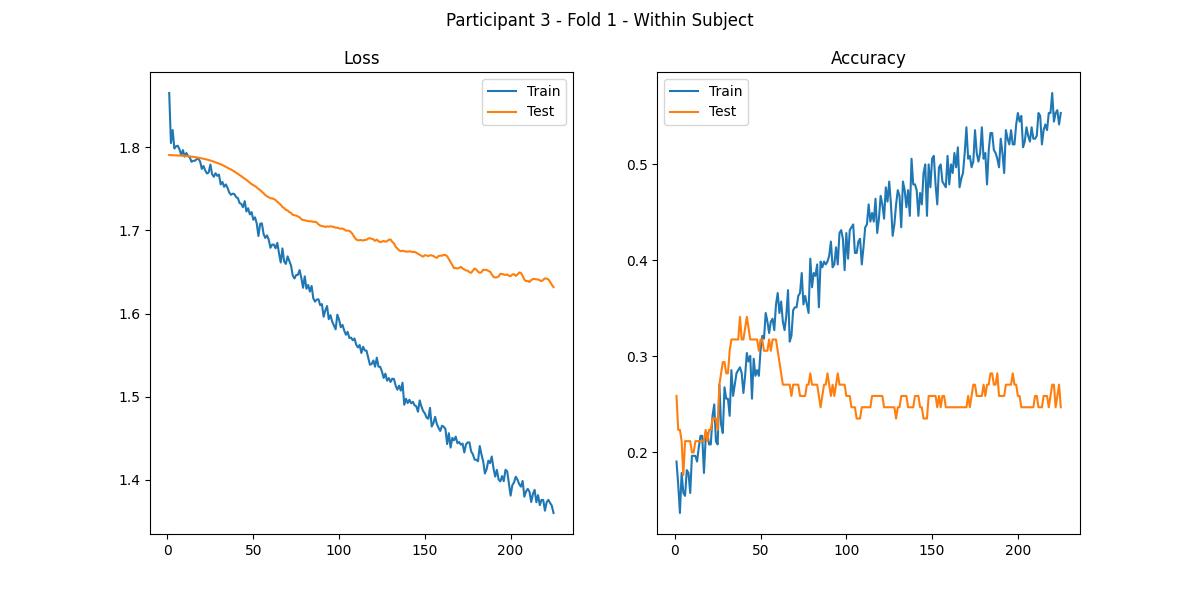 Participant 3 - Fold 1 - Within Subject
Loss
Train
Test
1.8
1.7
1.6
1.5
1.4
0 50 100 150 200
Accuracy
Train
Test
0.5
0.4
0.3
0.2
0 50 100 150 200